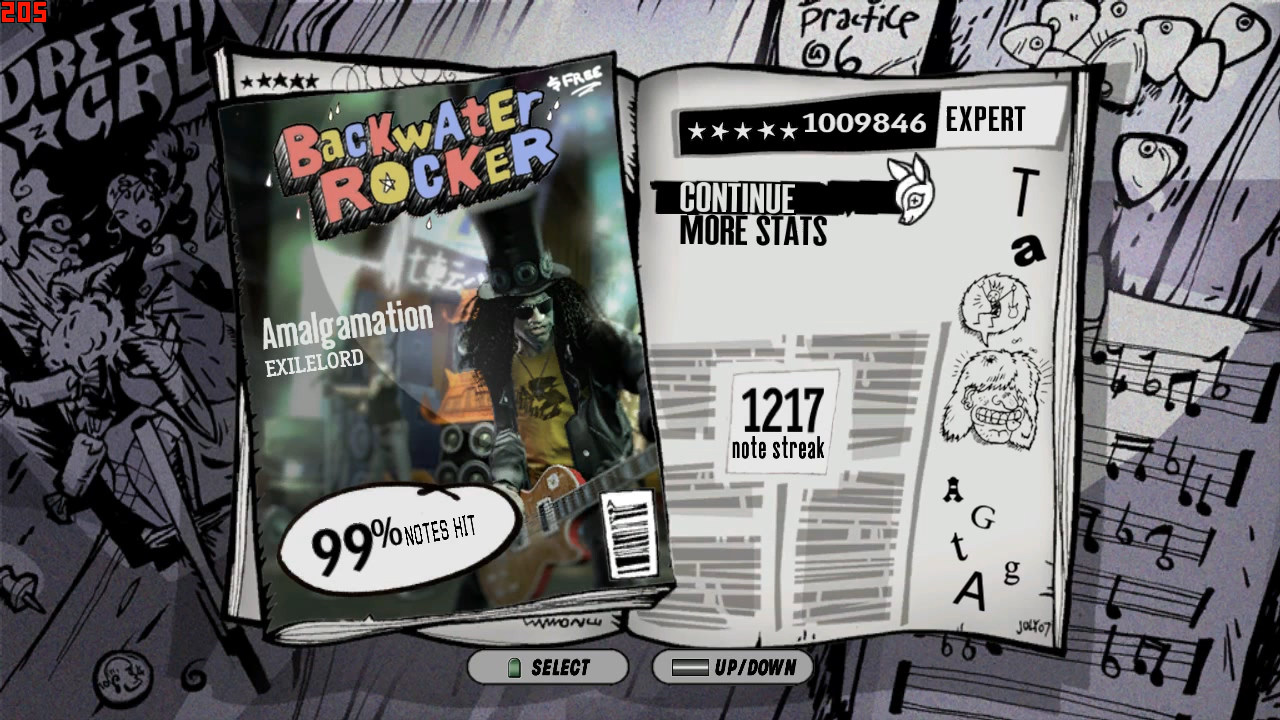 205
Practice
@6
$ FREE
BackwAtEr
ROCKER
1009846 EXPERT
CONTINUE
MORE STATS
T
a
Amalgamation
EXILELORD
1217
note streak
99% NOTES HIT
A
G
t
g
A
JOLY07
SELECT UP/DOWN